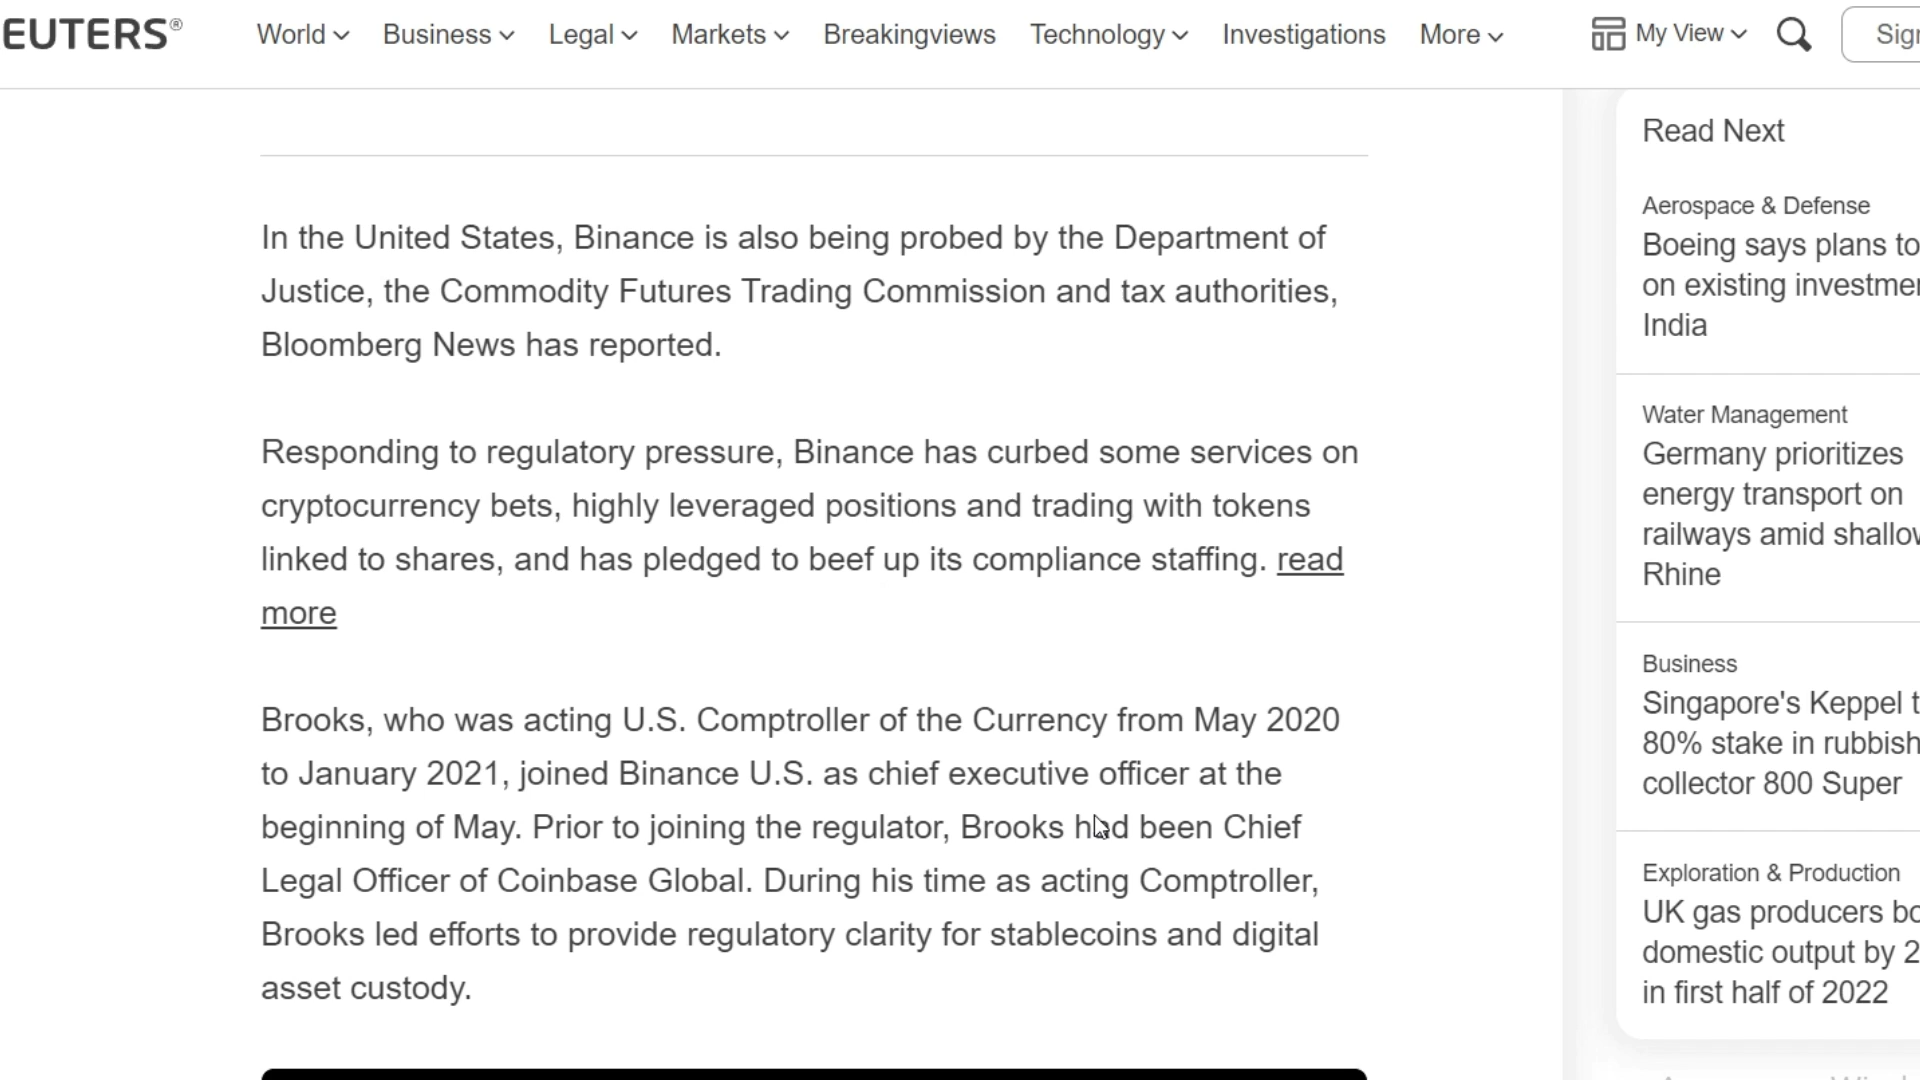 EUTERS®
World Business Legal Markets Breakingviews Technology Investigations More My View
In the United States, Binance is also being probed by the Department of
Justice, the Commodity Futures Trading Commission and tax authorities,
Bloomberg News has reported.
Responding to regulatory pressure, Binance has curbed some services on
cryptocurrency bets, highly leveraged positions and trading with tokens
linked to shares, and has pledged to beef up its compliance staffing. read
more
Brooks, who was acting U.S. Comptroller of the Currency from May 2020
to January 2021, joined Binance U.S. as chief executive officer at the
beginning of May. Prior to joining the regulator, Brooks had been Chief
Legal Officer of Coinbase Global. During his time as acting Comptroller,
Brooks led efforts to provide regulatory clarity for stablecoins and digital
asset custody.
Read Next
Aerospace & Defense
Boeing says plans to
on existing
India
Water Management
Germany prioritizes
energy transport on
railways amid
Rhine
Business
Singapore's Keppel
80% stake in rubbish
collector 800 Super
Exploration & Production
UK gas producers
domestic output by
in first half of 2022